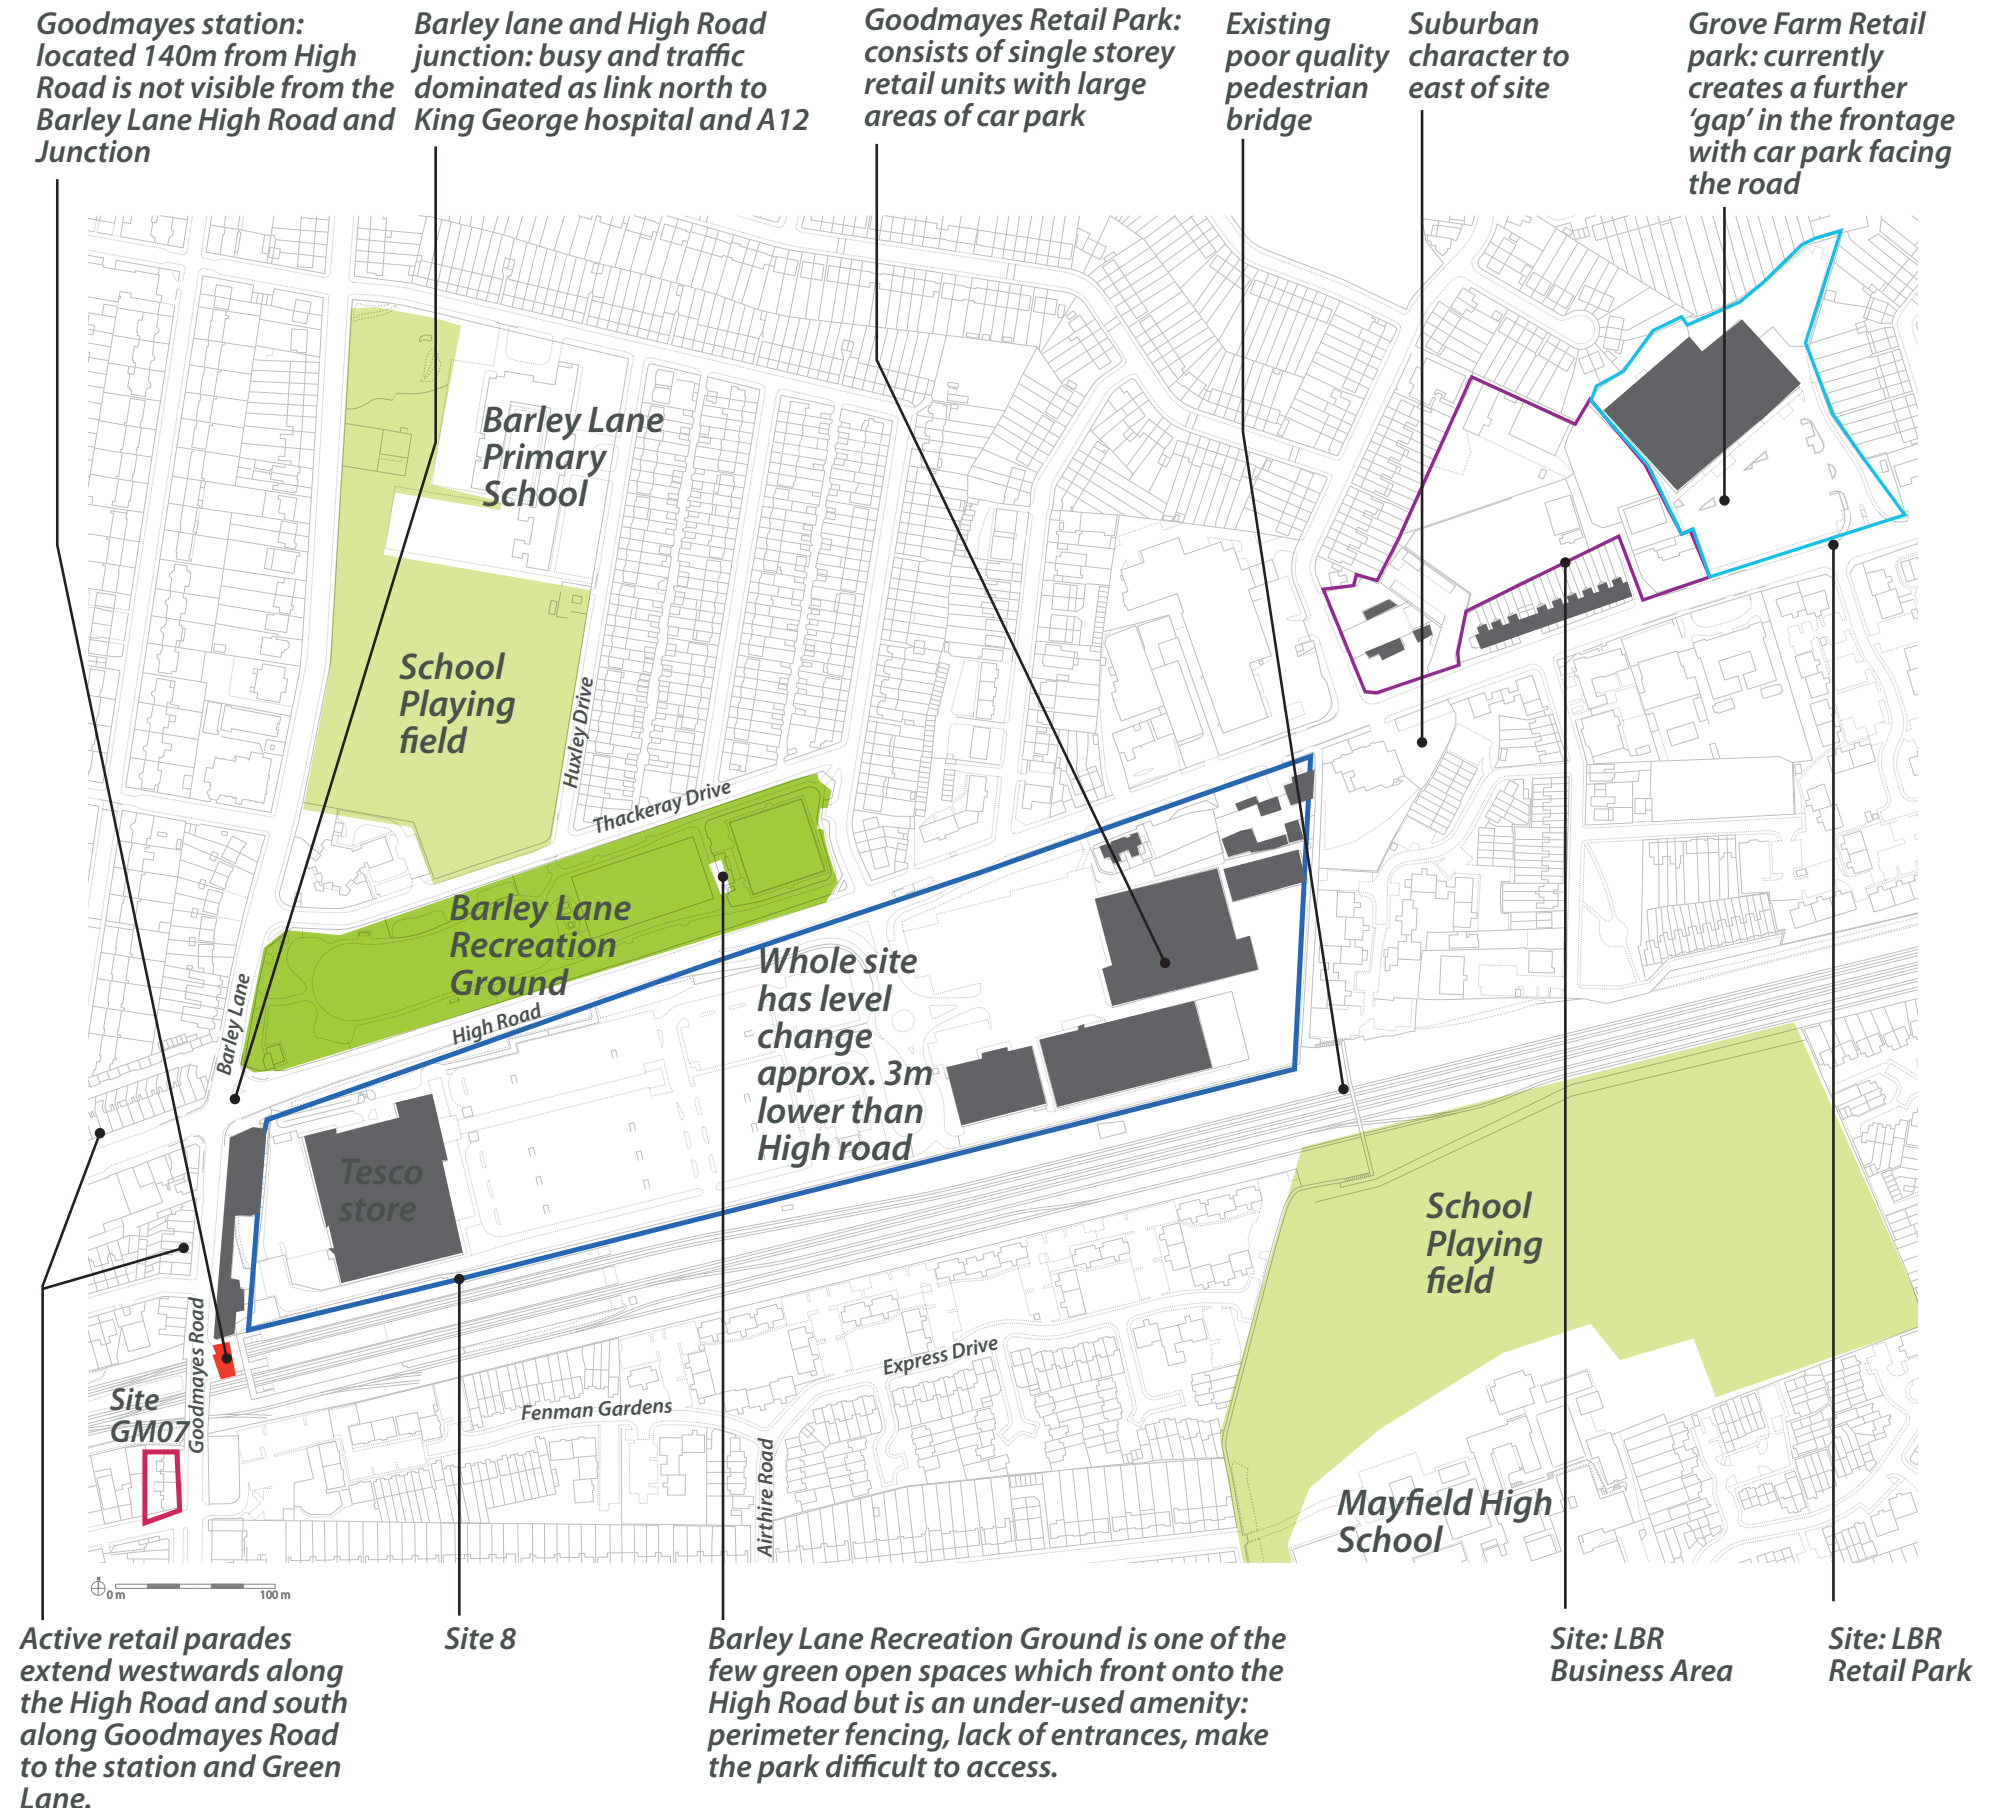 Goodmayes station:
located 140m from High
Road is not visible from the
Barley Lane High Road and
Junction
Barley lane and High Road
junction: busy and traffic
dominated as link north to
King George hospital and A12
Goodmayes Retail Park:
consists of single storey
retail units with large
areas of car park
Existing
poor quality
pedestrian
bridge
Suburban
character to
east of site
Grove Farm Retail
park: currently
creates a further
‘gap’ in the frontage
with car park facing
the road
Barley Lane
Primary
School
School
Playing
field
Huxley Drive
Thackeray Drive
Barley Lane
Recreation
Ground
High Road
Barley Lane
Whole site
has level
change
approx. 3m
lower than
High road
Tesco
store
School
Playing
field
Goodmayes Road
Express Drive
Site
GM07
Fenman Gardens
Airthire Road
Mayfield High
School
0 m
100 m
Active retail parades
extend westwards along
the High Road and south
along Goodmayes Road
to the station and Green
Lane.
Site 8
Barley Lane Recreation Ground is one of the
few green open spaces which front onto the
High Road but is an under-used amenity:
perimeter fencing, lack of entrances, make
the park difficult to access.
Site: LBR
Business Area
Site: LBR
Retail Park